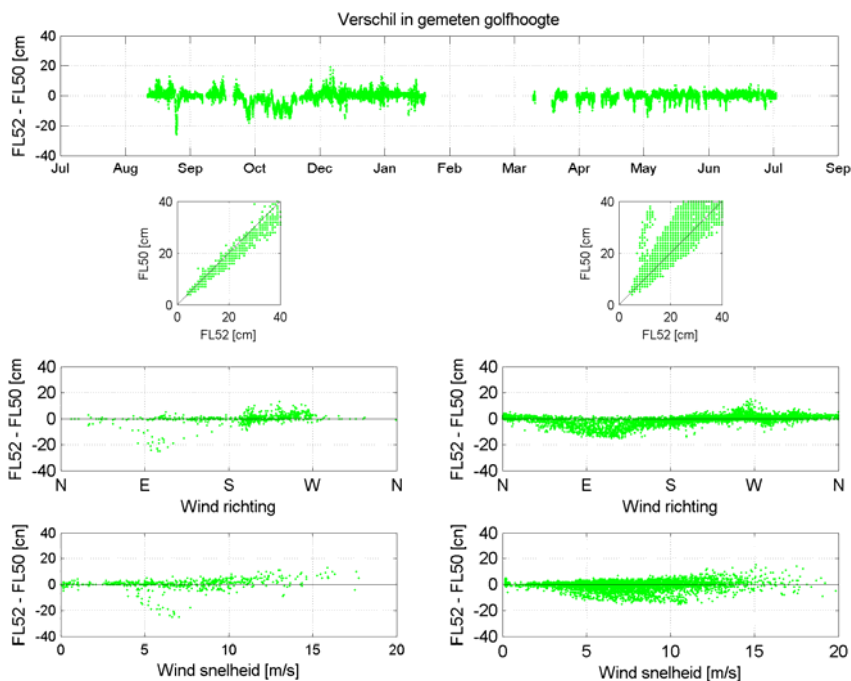 Verschil in gemeten golfhoogte
FL52 - FL50 [cm
40
20
0
-20
-40
Jul Aug Sep Oct Dec Jan Feb Mar Apr May Jun Jul Sep
FL50 [cm
40
20
0
0 20 40
FL52 [cm]
FL50 [cm
40
20
0
0 20 40
FL52 [cm]
FL52 - FL50 [cm
40
20
0
-20
-40
N E S W N
Wind richting
FL52 - FL50 [cm
40
20
0
-20
-40
N E S W N
Wind richting
FL52 - FL50 [cn]
40
20
0
-20
-40
0 5 10 15 20
Wind snelheid [m/s]
FL52 - FL50 [cm]
40
20
0
-20
-40
0 5 10 15 20
Wind snelheid [m/s]